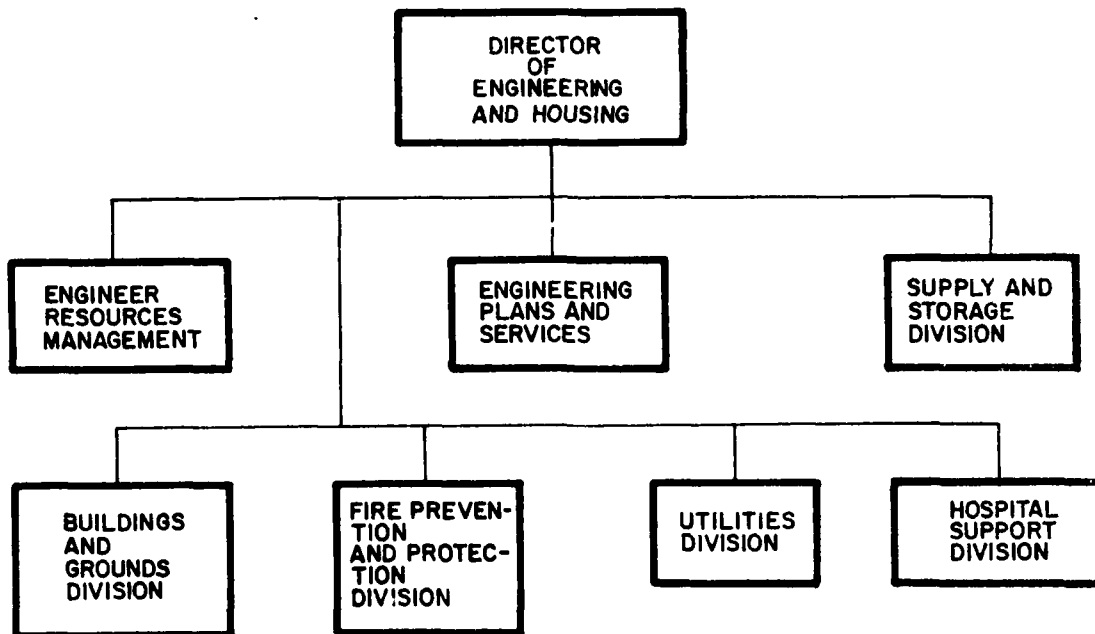 DIRECTOR
OF
ENGINEERING
AND HOUSING
ENGINEER
RESOURCES
MANAGEMENT
ENGINEERING
PLANS AND
SERVICES
SUPPLY AND
STORAGE
DIVISION
BUILDINGS
AND
GROUNDS
DIVISION
FIRE PREVEN-
TION
AND PROTEC-
TION
DIVISION
UTILITIES
DIVISION
HOSPITAL
SUPPORT
DIVISION